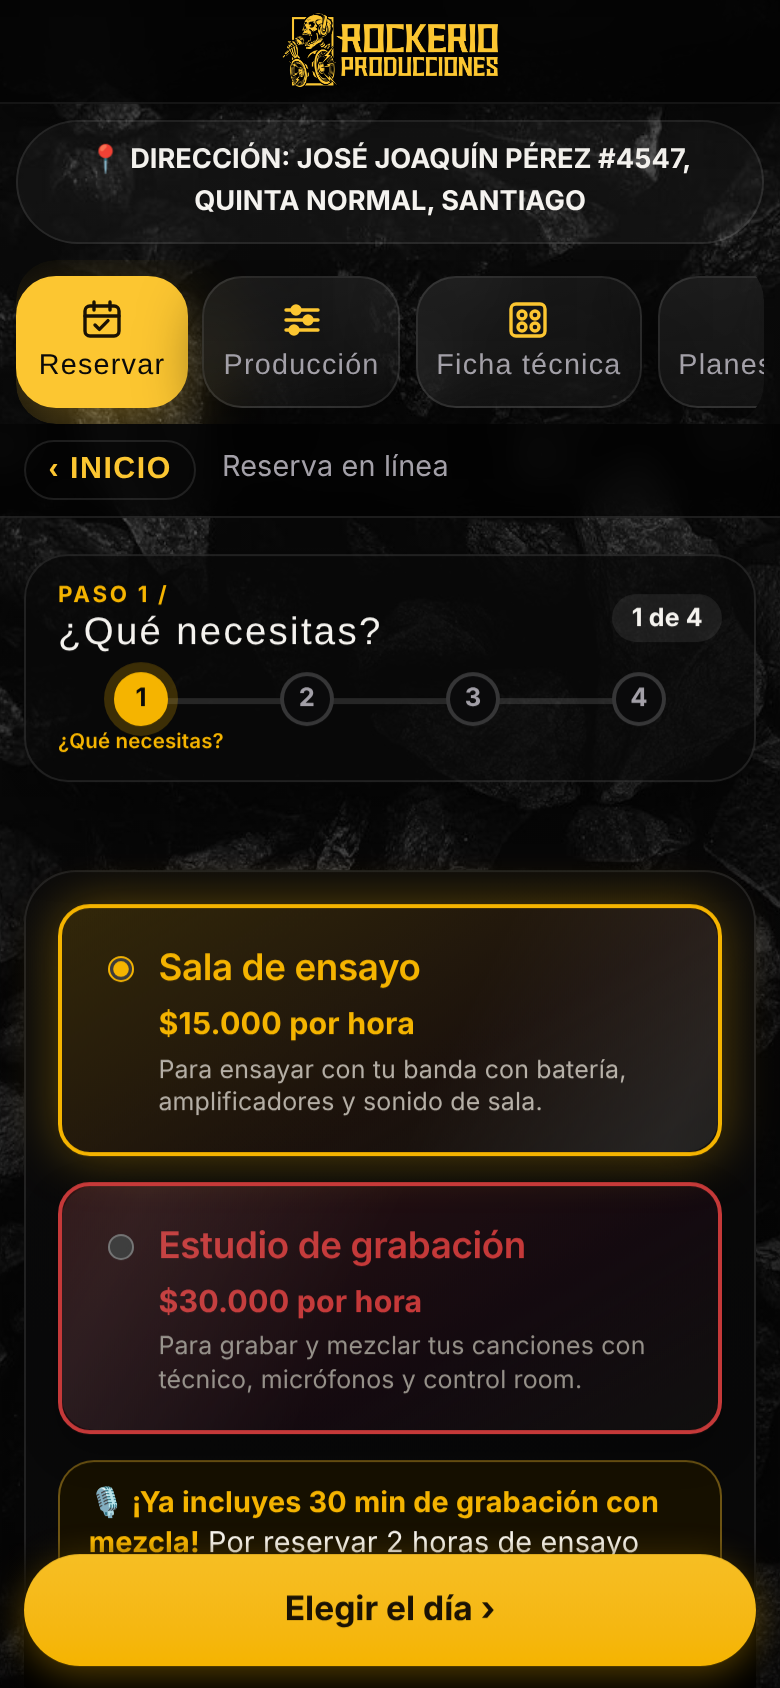 ROCKERIO
PRODUCCIONES
📍 DIRECCIÓN: JOSÉ JOAQUÍN PÉREZ #4547,
QUINTA NORMAL, SANTIAGO
Reservar
Producción
Ficha técnica
Planes
‹ INICIO
Reserva en línea
PASO 1 /
¿Qué necesitas?
1 de 4
1 2 3 4
¿Qué necesitas?
Sala de ensayo
$15.000 por hora
Para ensayar con tu banda con batería,
amplificadores y sonido de sala.
Estudio de grabación
$30.000 por hora
Para grabar y mezclar tus canciones con
técnico, micrófonos y control room.
🎙️ ¡Ya incluyes 30 min de grabación con
mezcla! Por reservar 2 horas de ensayo
Elegir el día ›